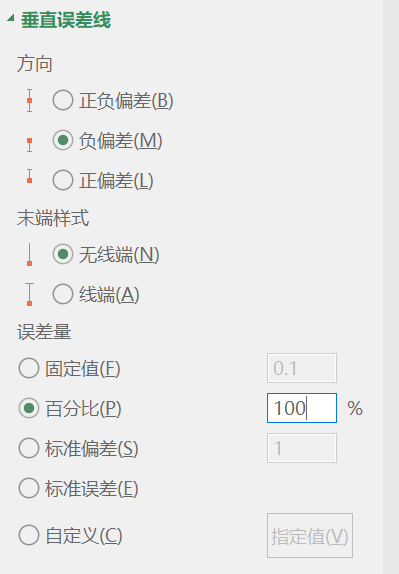 垂直误差线
方向
正负偏差(B)
负偏差(M)
正偏差(L)
末端样式
无线端(N)
线端(A)
误差量
固定值(F) 0.1
百分比(P) 100 %
标准偏差(S) 1
标准误差(E)
自定义(C) 指定值(V)